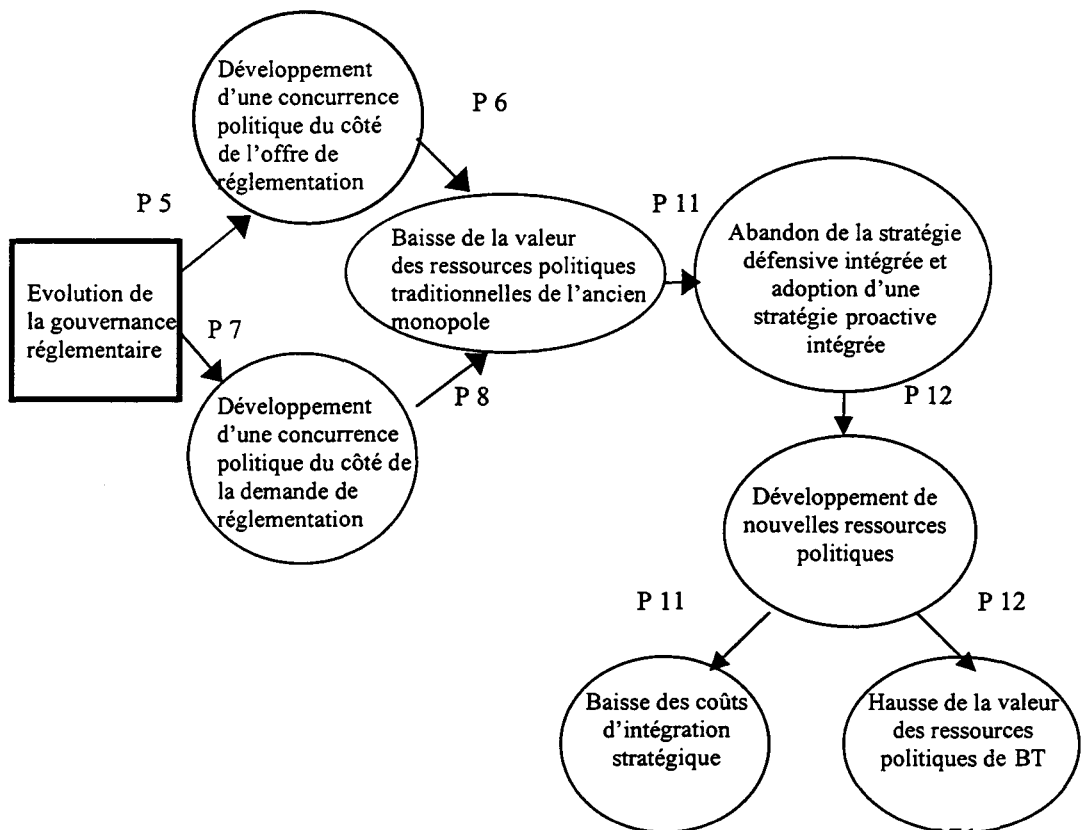 Développement
d'une concurrence
politique du côté
de l'offre de
réglementation
P 6
P 5
P 11
Baisse de la valeur
des ressources politiques
traditionnelles de l'ancien
monopole
Abandon de la stratégie
défensive intégrée et
adoption d'une
stratégie proactive
intégrée
Evolution de
la gouvernance
réglementaire
P 7
P 8
P 12
Développement
d'une concurrence
politique du côté de
la demande de
réglementation
Développement de
nouvelles ressources
politiques
P 11
P 12
Baisse des coûts
d'intégration
stratégique
Hausse de la valeur
des ressources
politiques de BT